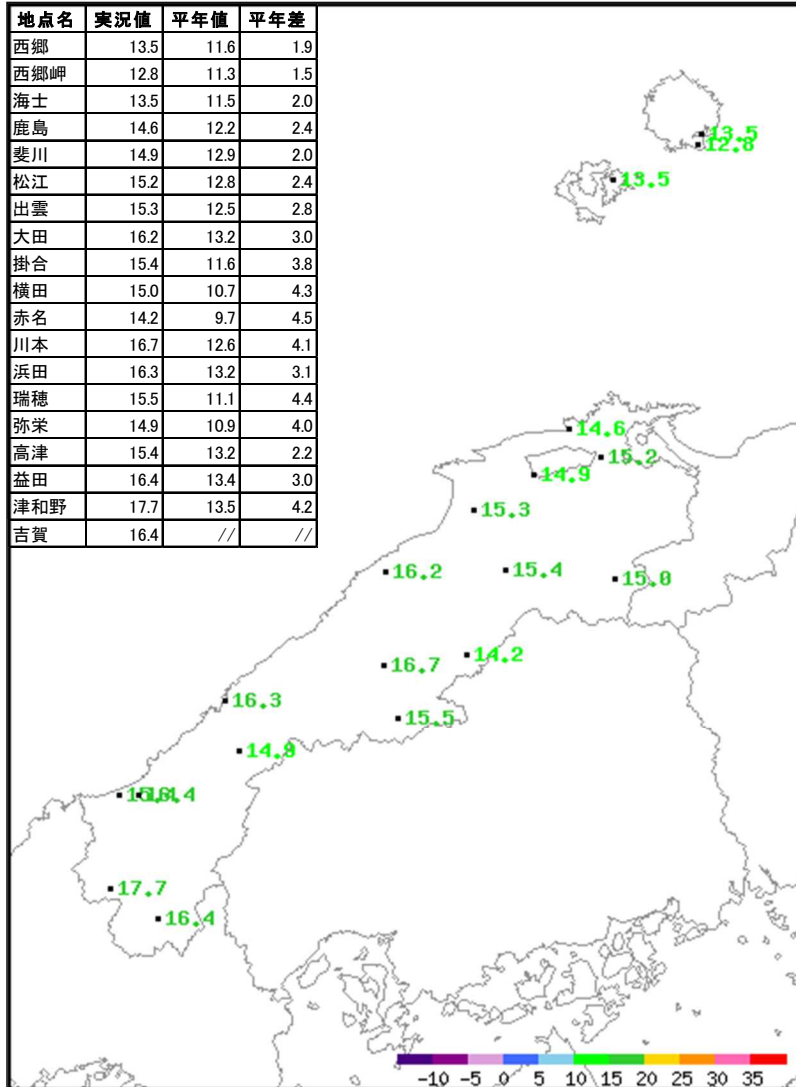 地点名 実況値 平年値 平年差
西郷 13.5 11.6 1.9
西郷岬 12.8 11.3 1.5
海士 13.5 11.5 2.0
鹿島 14.6 12.2 2.4
斐川 14.9 12.9 2.0
松江 15.2 12.8 2.4
出雲 15.3 12.5 2.8
大田 16.2 13.2 3.0
掛合 15.4 11.6 3.8
横田 15.0 10.7 4.3
赤名 14.2 9.7 4.5
川本 16.7 12.6 4.1
浜田 16.3 13.2 3.1
瑞穂 15.5 11.1 4.4
弥栄 14.9 10.9 4.0
高津 15.4 13.2 2.2
益田 16.4 13.4 3.0
津和野 17.7 13.5 4.2
吉賀 16.4 // //
13.5
12.8
13.5
14.6
15.2
14.9
15.3
16.2 15.4 15.0
14.2
16.7
16.3
15.5
14.9
15.4 16.4
17.7
16.4
-10 -5 0 5 10 15 20 25 30 35